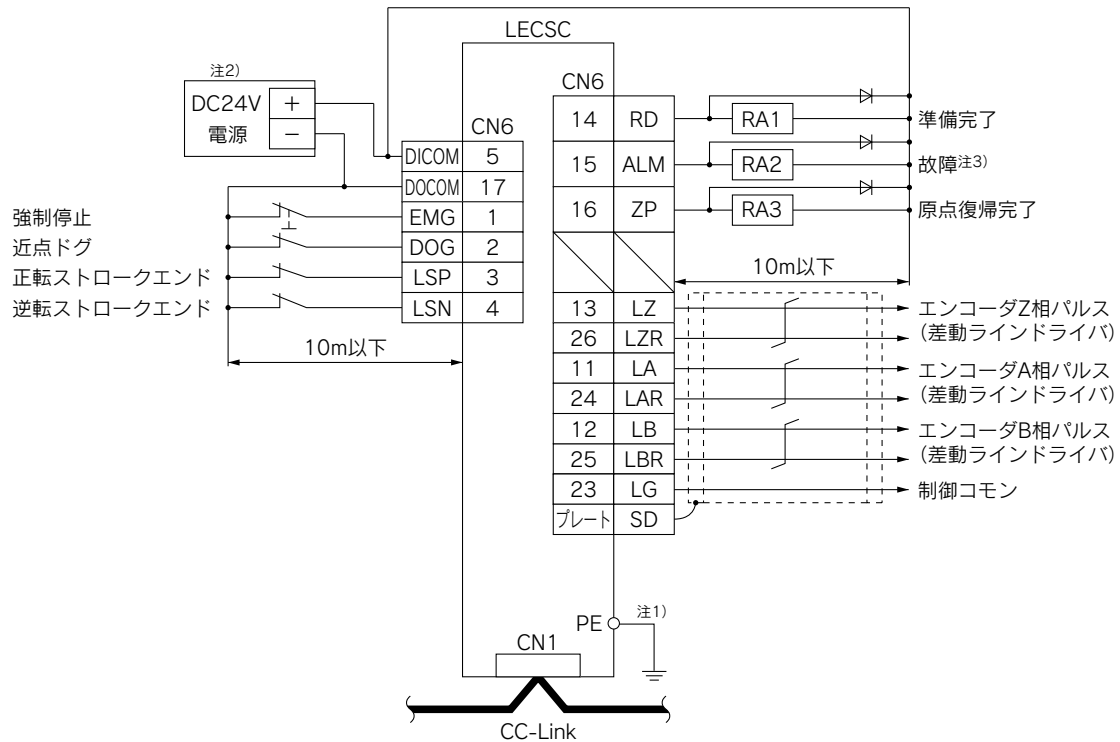 LECSC
注2)
DC24V
電源
+
−
CN6
DICOM 5
DOCOM 17
EMG 1
DOG 2
LSP 3
LSN 4
強制停止
近点ドグ
正転ストロークエンド
逆転ストロークエンド
10m以下
CN6
14 RD RA1 準備完了
15 ALM RA2 故障注3)
16 ZP RA3 原点復帰完了
10m以下
13 LZ エンコーダZ相パルス
26 LZR (差動ラインドライバ)
11 LA エンコーダA相パルス
24 LAR (差動ラインドライバ)
12 LB エンコーダB相パルス
25 LBR (差動ラインドライバ)
23 LG 制御コモン
プレート SD
PE 注1)
CN1
CC-Link